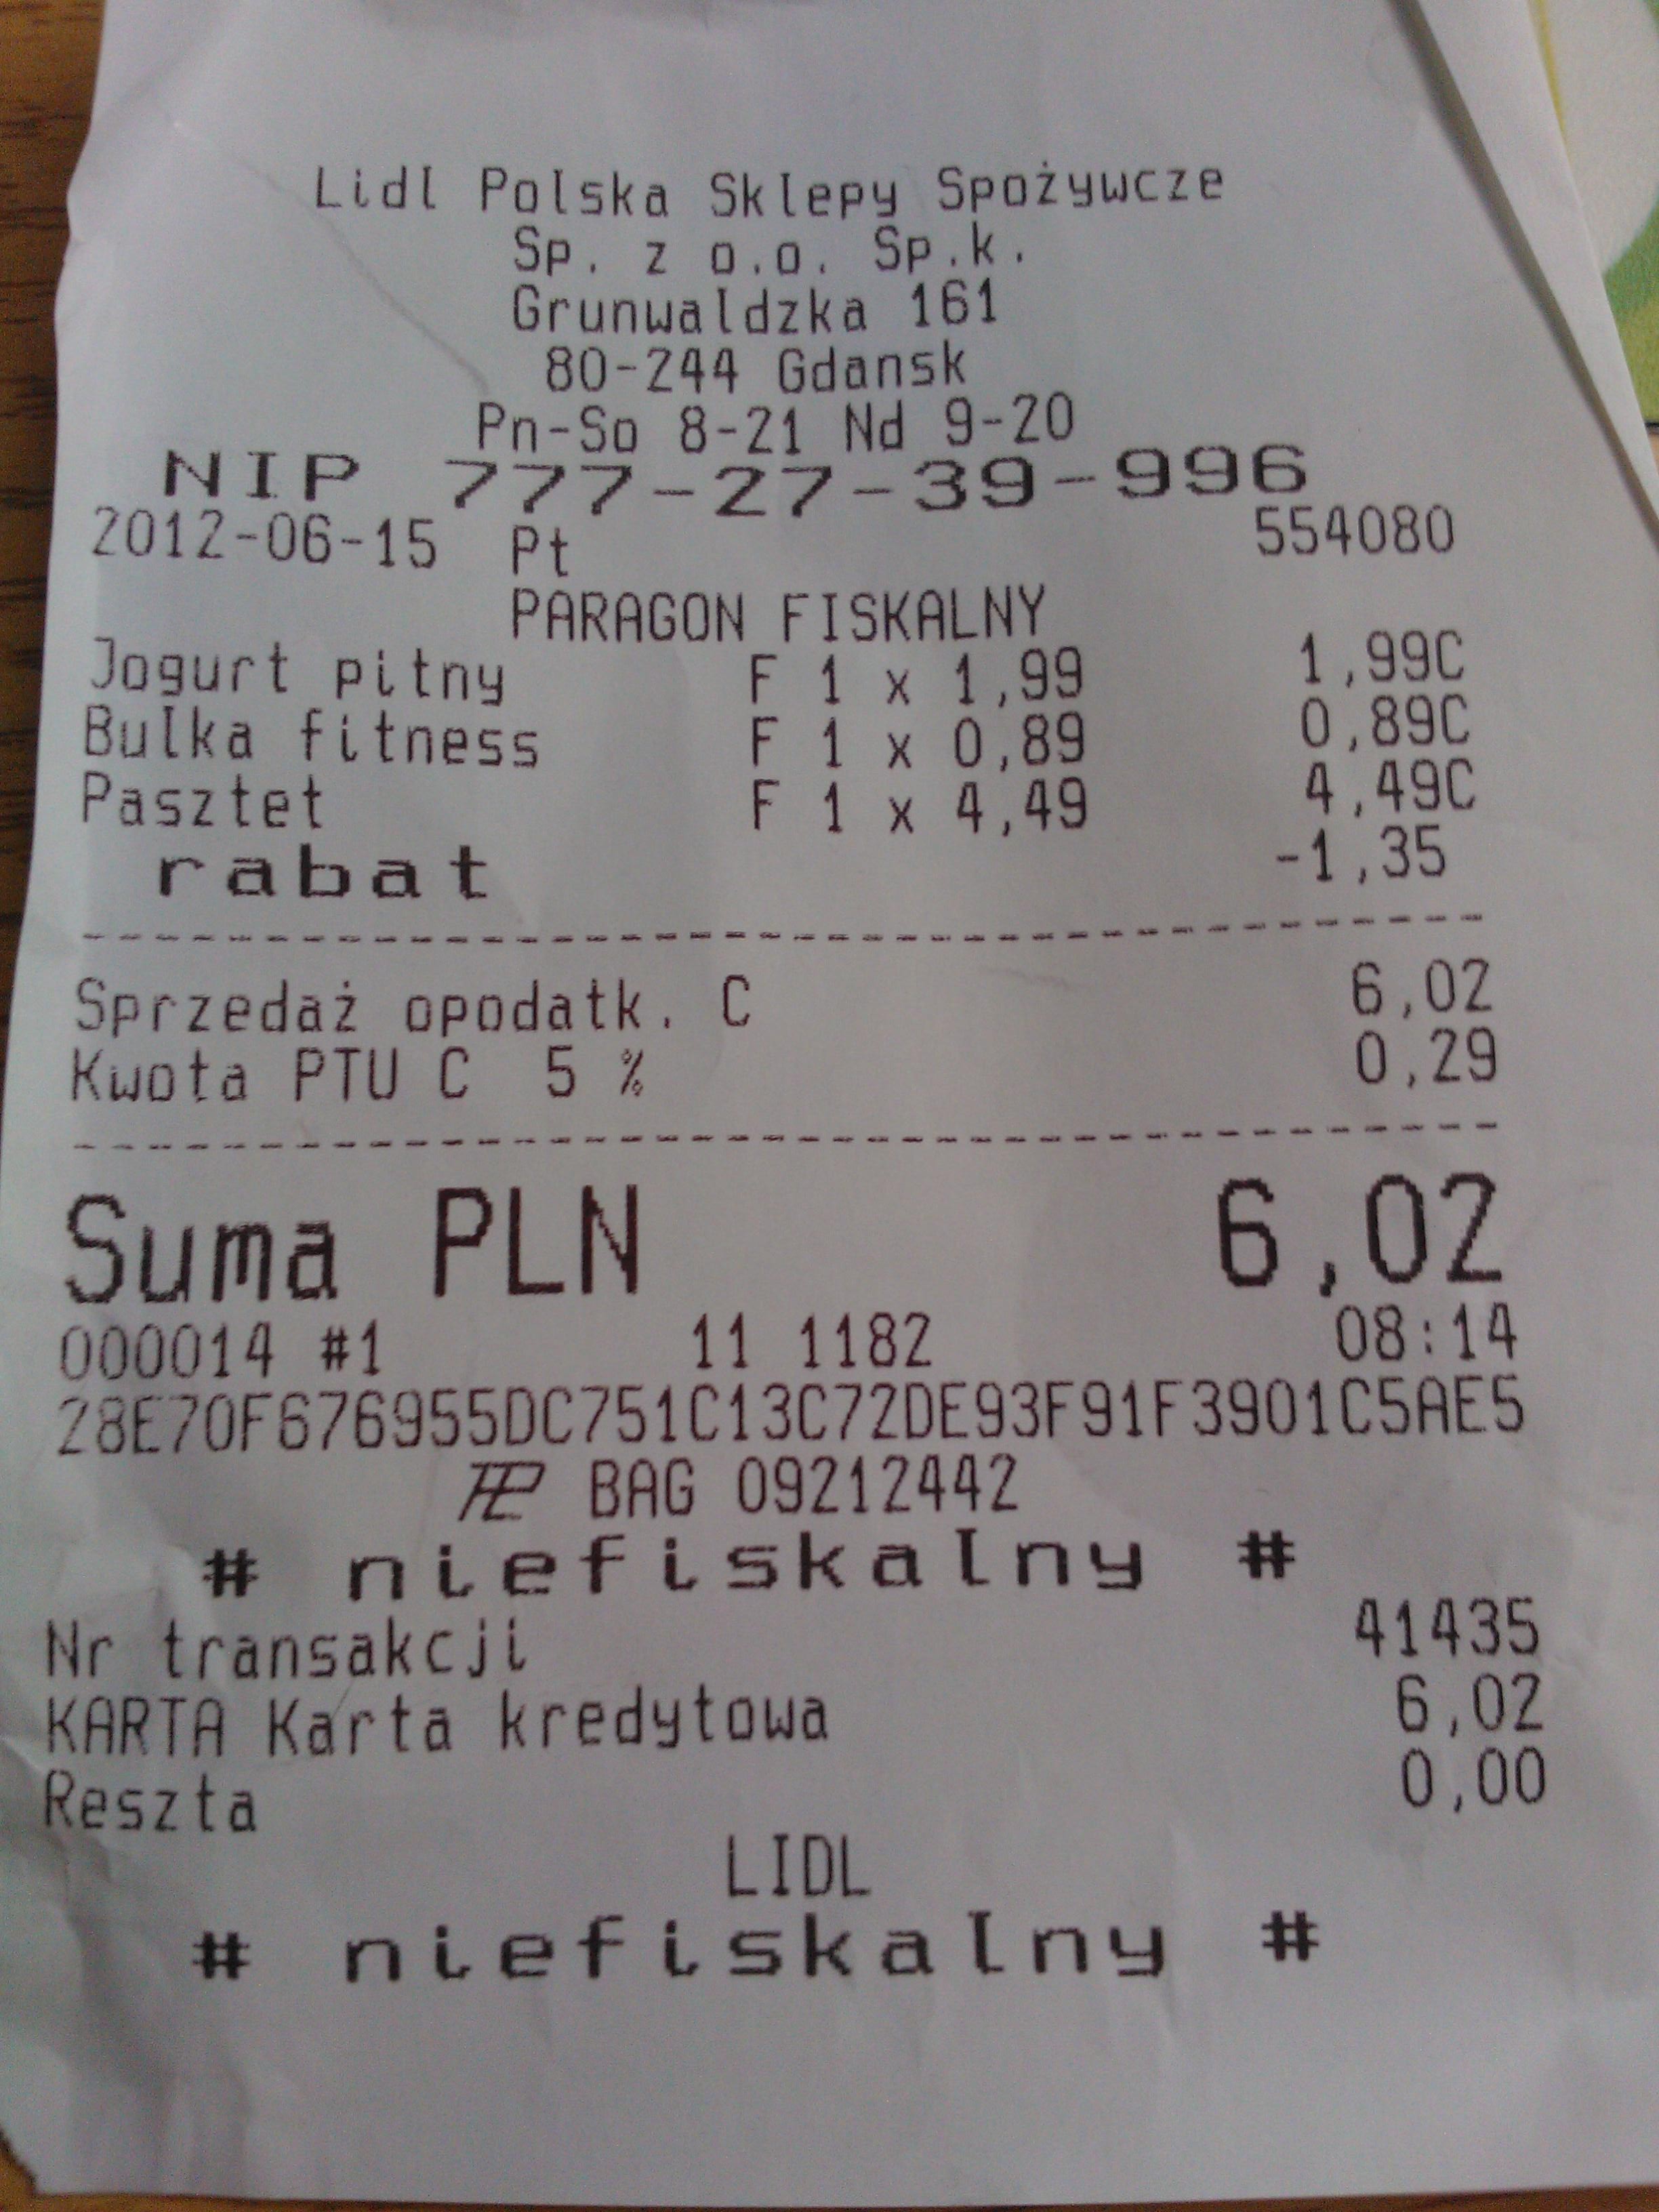 Lidl Polska Sklepy Spożywcze
Sp. z o.o. Sp.k.
Grunwaldzka 161
80-244 Gdansk
Pn-So 8-21 Nd 9-20
NIP 777-27-39-996
2012-06-15 Pt 554080
PARAGON FISKALNY
Jogurt pitny F 1 x 1,99 1,99C
Bulka fitness F 1 x 0,89 0,89C
Pasztet F 1 x 4,49 4,49C
rabat -1,35
Sprzedaż opodatk. C 6,02
Kwota PTU C 5 % 0,29
Suma PLN 6,02
000014 #1 11 1182 08:14
28E70F676955DC751C13C72DE93F91F3901C5AE5
BAG 09212442
# niefiskalny #
Nr transakcji 41435
KARTA Karta kredytowa 6,02
Reszta 0,00
LIDL
# niefiskalny #